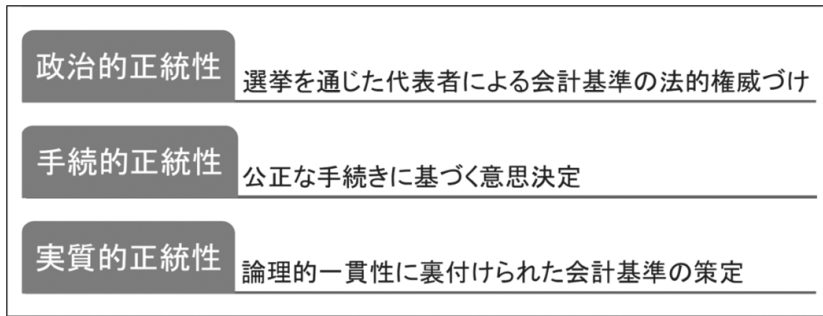 政治的正統性
選挙を通じた代表者による会計基準の法的権威づけ
手続的正統性
公正な手続きに基づく意思決定
実質的正統性
論理的一貫性に裏付けられた会計基準の策定